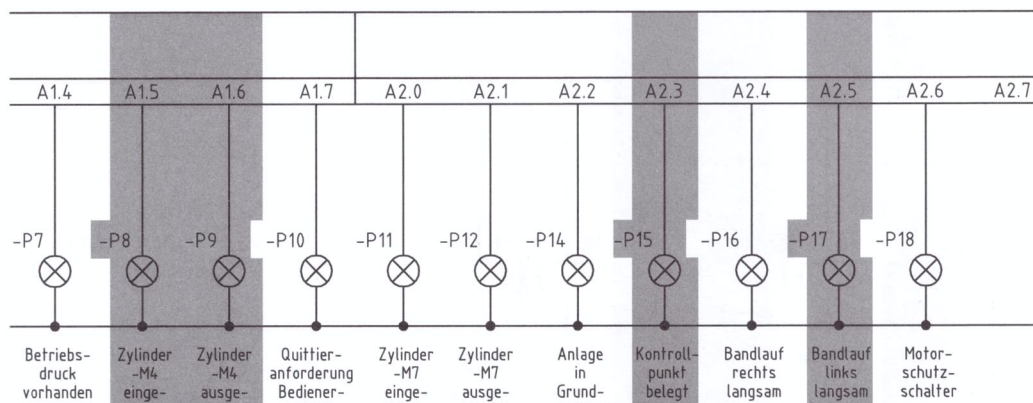 A1.4 A1.5 A1.6 A1.7 A2.0 A2.1 A2.2 A2.3 A2.4 A2.5 A2.6 A2.7
-P7 -P8 -P9 -P10 -P11 -P12 -P14 -P15 -P16 -P17 -P18
Betriebs-
druck
vorhanden
Zylinder
-M4
einge-
Zylinder
-M4
ausge-
Quittier-
anforderung
Bediener-
Zylinder
-M7
einge-
Zylinder
-M7
ausge-
Anlage
in
Grund-
Kontroll-
punkt
belegt
Bandlauf
rechts
langsam
Bandlauf
links
langsam
Motor-
schutz-
schalter